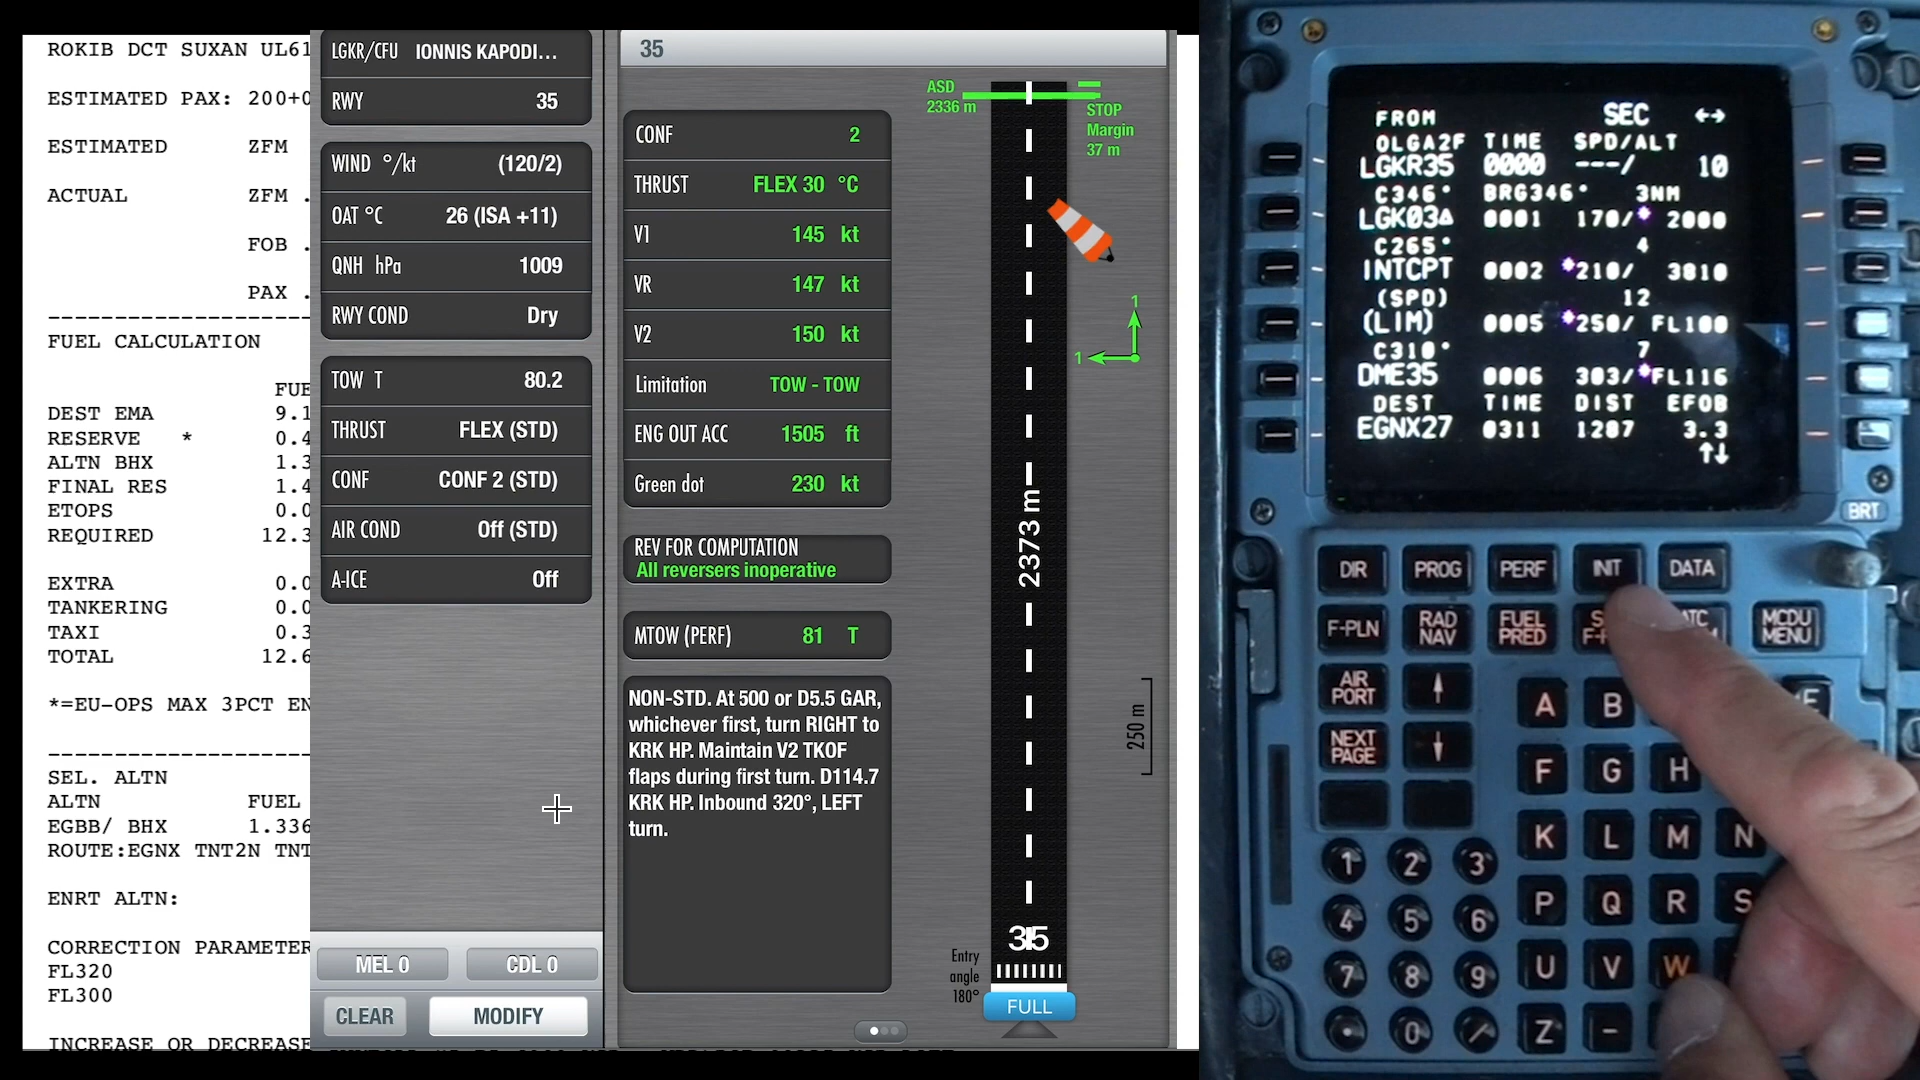 ROKIB DCT SUXAN UL61
ESTIMATED PAX: 200+0
ESTIMATED ZFM
ACTUAL ZFM .
FOB .
PAX .
FUEL CALCULATION
FUE
DEST EMA 9.1
RESERVE * 0.4
ALTN BHX 1.3
FINAL RES 1.4
ETOPS 0.0
REQUIRED 12.3
EXTRA 0.0
TANKERING 0.0
TAXI 0.3
TOTAL 12.6
*=EU-OPS MAX 3PCT EN
SEL. ALTN
ALTN FUEL
EGBB/ BHX 1.336
ROUTE:EGNX TNT2N TNT
ENRT ALTN:
CORRECTION PARAMETER
FL320
FL300
INCREASE OR DECREASE
LGKR/CFU IONNIS KAPODI...
RWY 35
WIND °/kt (120/2)
OAT °C 26 (ISA +11)
QNH hPa 1009
RWY COND Dry
TOW T 80.2
THRUST FLEX (STD)
CONF CONF 2 (STD)
AIR COND Off (STD)
A-ICE Off
MEL 0 CDL 0
CLEAR MODIFY
35
CONF 2
THRUST FLEX 30 °C
V1 145 kt
VR 147 kt
V2 150 kt
Limitation TOW - TOW
ENG OUT ACC 1505 ft
Green dot 230 kt
REV FOR COMPUTATION
All reversers inoperative
MTOW (PERF) 81 T
NON-STD. At 500 or D5.5 GAR,
whichever first, turn RIGHT to
KRK HP. Maintain V2 TKOF
flaps during first turn. D114.7
KRK HP. Inbound 320°, LEFT
turn.
ASD
2336 m
STOP
Margin
37 m
1
1
2373 m
250 m
35
Entry
angle
180°
FULL
FROM SEC ↔
OLGA2F TIME SPD/ALT
LGKR35 0000 ---/ 10
C346° BRG346° 3NM
LGK03∆ 0001 170/* 2000
C265° 4
INTCPT 0002 *210/ 3810
(SPD) 12
(LIM) 0005 *250/ FL100
C310° 7
DME35 0006 303/*FL116
DEST TIME DIST EFOB
EGNX27 0311 1207 3.3
↑↓
BRT
DIR PROG PERF INIT DATA
F-PLN RAD NAV FUEL PRED MCDU MENU
AIR PORT ↑
NEXT PAGE ↓
A B
F G H
K L M N
P Q R S
U V W
Z -
1 2 3
4 5 6
7 8 9
. 0 /